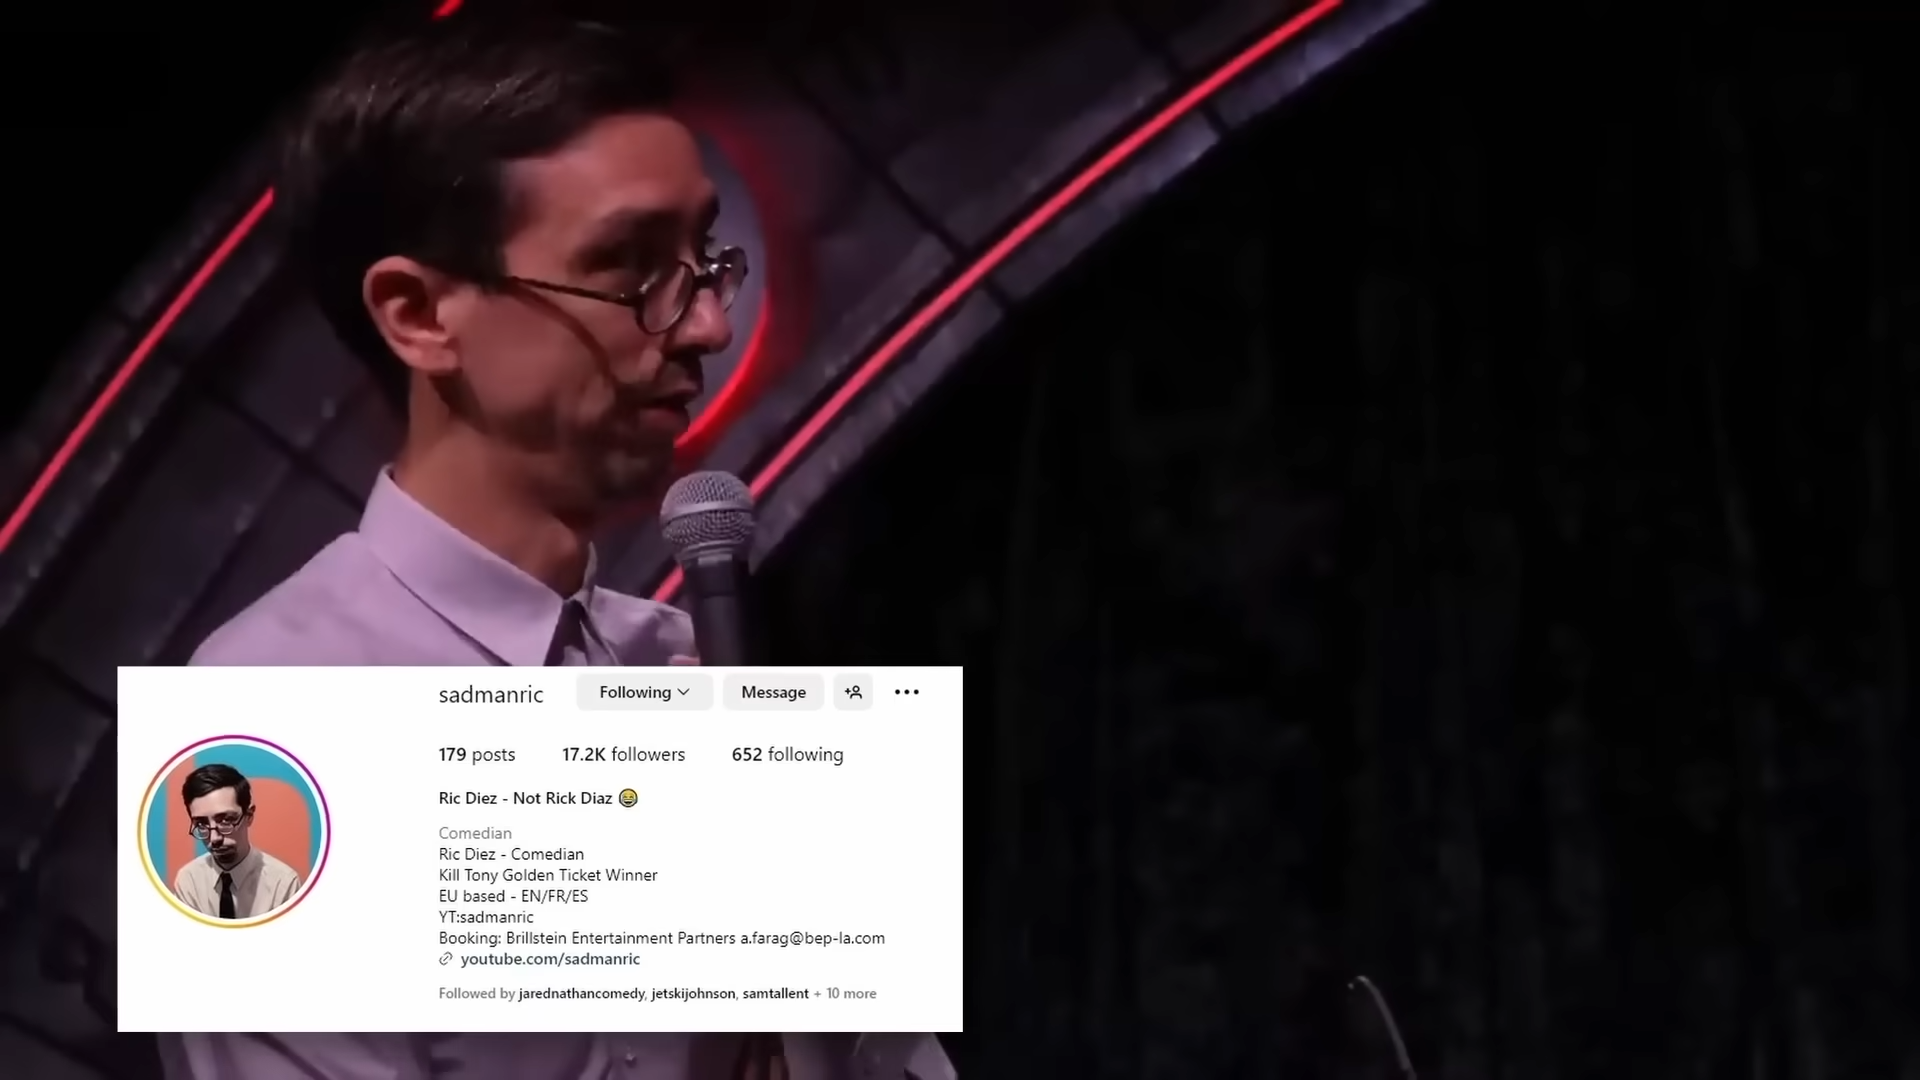 sadmanric Following Message
179 posts 17.2K followers 652 following
Ric Diez - Not Rick Diaz 😂
Comedian
Ric Diez - Comedian
Kill Tony Golden Ticket Winner
EU based - EN/FR/ES
YT:sadmanric
Booking: Brillstein Entertainment Partners a.farag@bep-la.com
youtube.com/sadmanric
Followed by jarednathancomedy, jetskijohnson, samtallent + 10 more